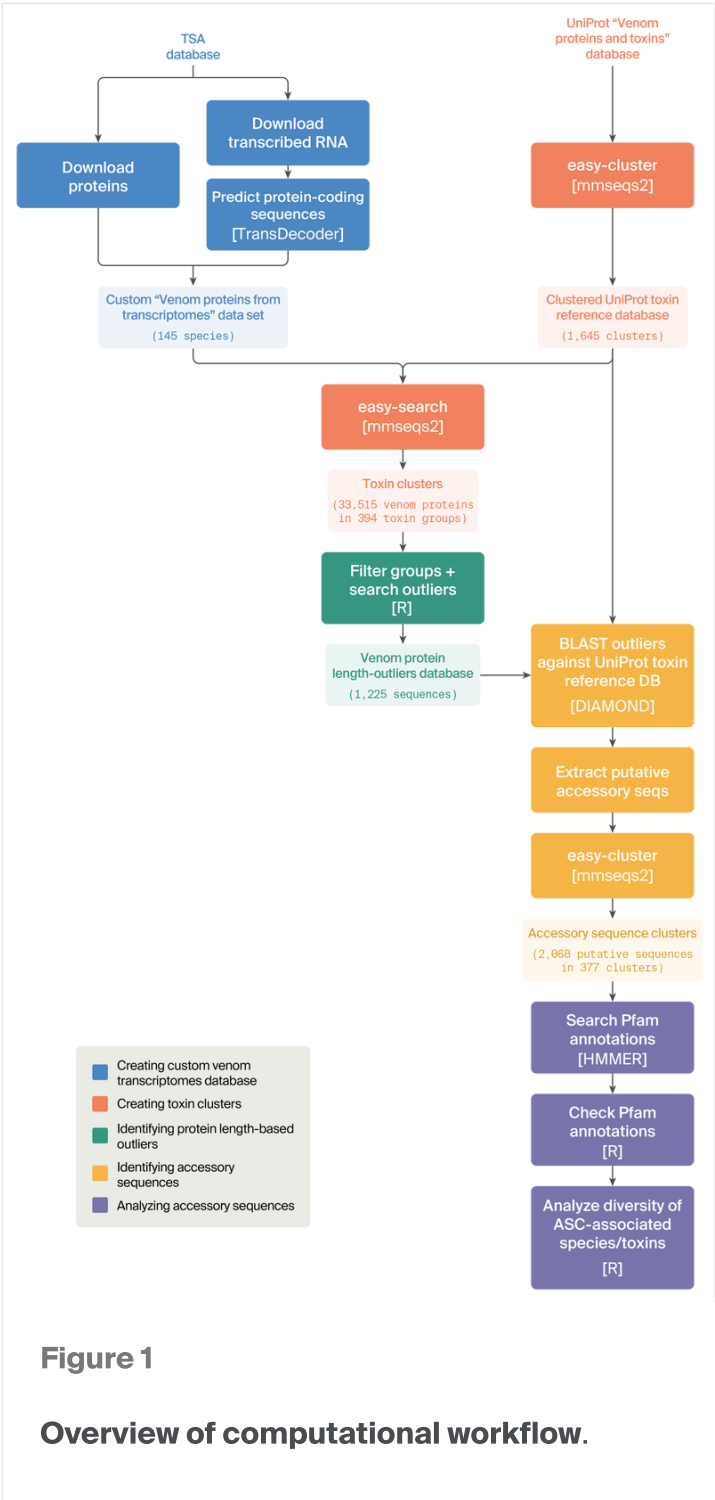 TSA
database
UniProt “Venom
proteins and toxins”
database
Download
proteins
Download
transcribed RNA
Predict protein-coding
sequences
[TransDecoder]
easy-cluster
[mmseqs2]
Custom “Venom proteins from
transcriptomes” data set
(145 species)
Clustered UniProt toxin
reference database
(1,645 clusters)
easy-search
[mmseqs2]
Toxin clusters
(33,515 venom proteins
in 394 toxin groups)
Filter groups +
search outliers
[R]
Venom protein
length-outliers database
(1,225 sequences)
BLAST outliers
against UniProt toxin
reference DB
[DIAMOND]
Extract putative
accessory seqs
easy-cluster
[mmseqs2]
Accessory sequence clusters
(2,068 putative sequences
in 377 clusters)
Search Pfam
annotations
[HMMER]
Check Pfam
annotations
[R]
Analyze diversity of
ASC-associated
species/toxins
[R]
Creating custom venom
transcriptomes database
Creating toxin clusters
Identifying protein length-based
outliers
Identifying accessory
sequences
Analyzing accessory sequences
Figure 1
Overview of computational workflow.